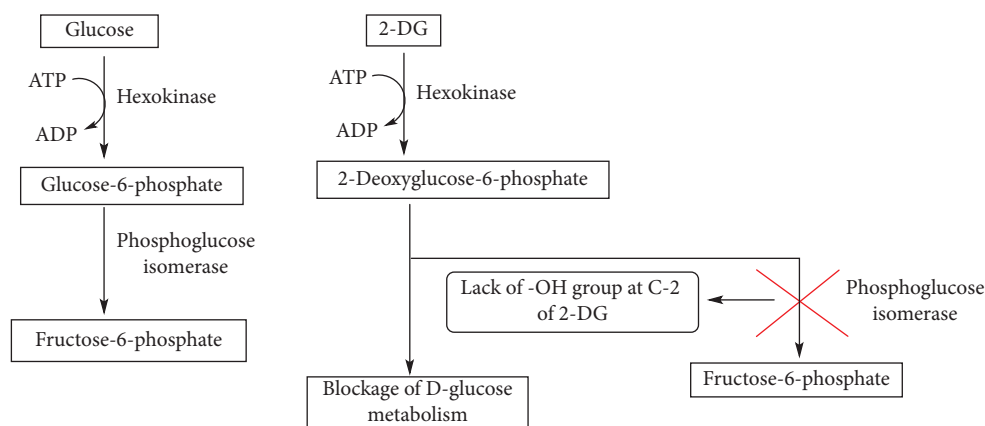 Glucose
ATP
Hexokinase
ADP
Glucose-6-phosphate
Phosphoglucose
isomerase
Fructose-6-phosphate
2-DG
ATP
Hexokinase
ADP
2-Deoxyglucose-6-phosphate
Lack of -OH group at C-2
of 2-DG
Phosphoglucose
isomerase
Fructose-6-phosphate
Blockage of D-glucose
metabolism